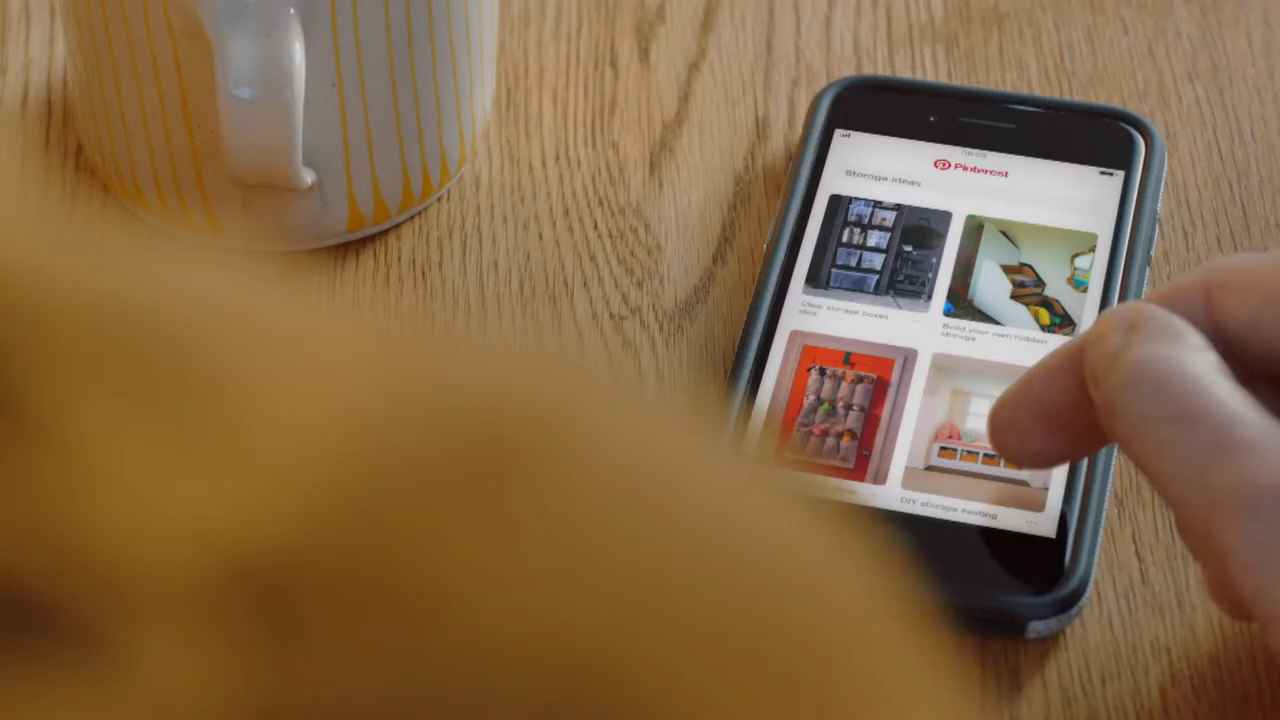 Pinterest
Storage ideas
Clear storage boxes
idea
Build your own hidden
storage
DIY storage seating